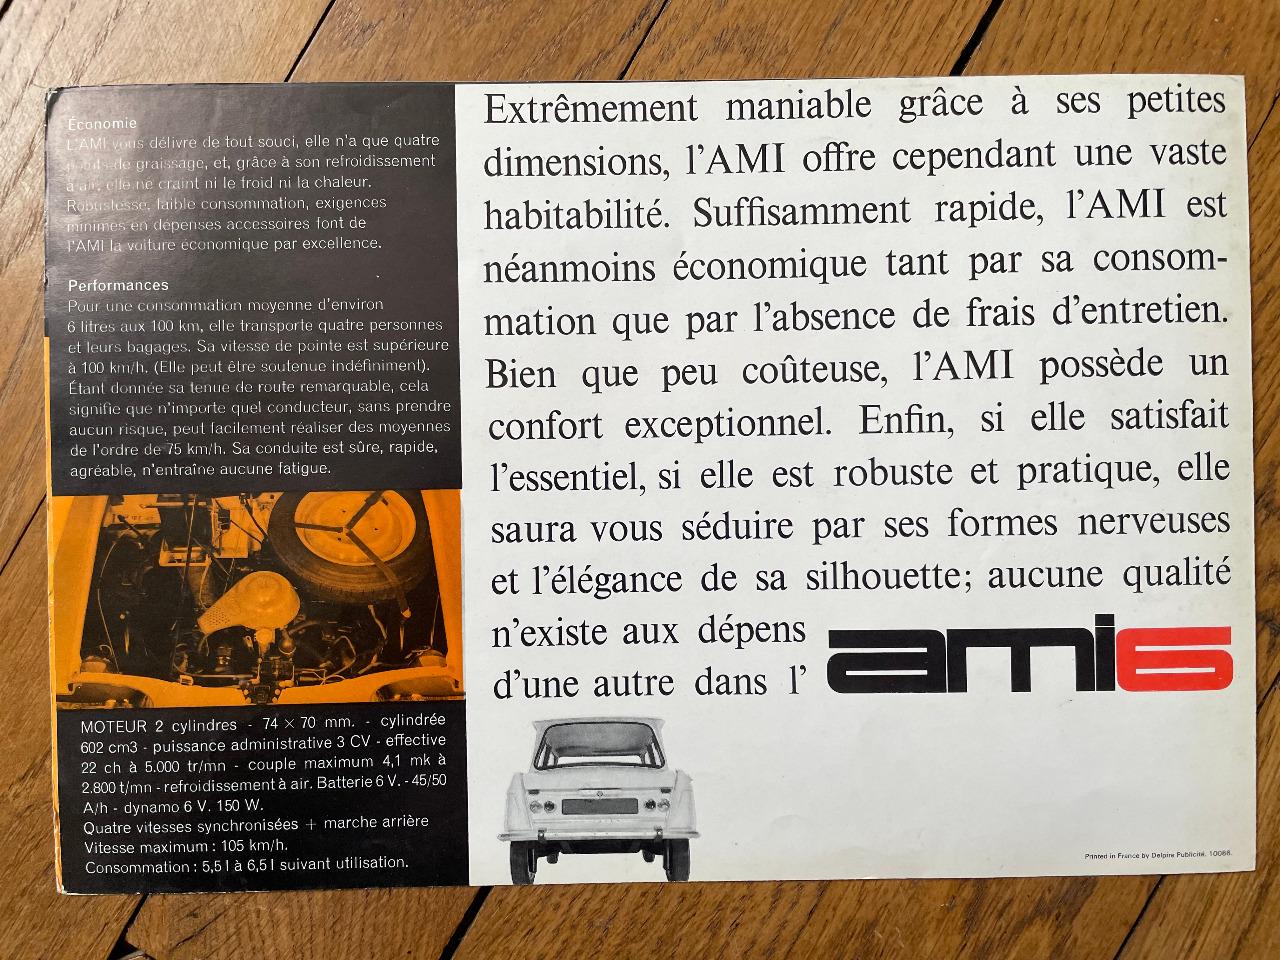 Économie
L'AMI vous délivre de tout souci, elle n'a que quatre
points de graissage, et, grâce à son refroidissement
à air, elle ne craint ni le froid ni la chaleur.
Robustesse, faible consommation, exigences
minimes en dépenses accessoires font de
l'AMI la voiture économique par excellence.
Performances
Pour une consommation moyenne d'environ
6 litres aux 100 km, elle transporte quatre personnes
et leurs bagages. Sa vitesse de pointe est supérieure
à 100 km/h. (Elle peut être soutenue indéfiniment).
Étant donnée sa tenue de route remarquable, cela
signifie que n'importe quel conducteur, sans prendre
aucun risque, peut facilement réaliser des moyennes
de l'ordre de 75 km/h. Sa conduite est sûre, rapide,
agréable, n'entraîne aucune fatigue.
MOTEUR 2 cylindres - 74 × 70 mm. - cylindrée
602 cm3 - puissance administrative 3 CV - effective
22 ch à 5.000 tr/mn - couple maximum 4,1 mk à
2.800 t/mn - refroidissement à air. Batterie 6 V. - 45/50
A/h - dynamo 6 V. 150 W.
Quatre vitesses synchronisées + marche arrière
Vitesse maximum : 105 km/h.
Consommation : 5,5 l à 6,5 l suivant utilisation.
Extrêmement maniable grâce à ses petites
dimensions, l'AMI offre cependant une vaste
habitabilité. Suffisamment rapide, l'AMI est
néanmoins économique tant par sa consom-
mation que par l'absence de frais d'entretien.
Bien que peu coûteuse, l'AMI possède un
confort exceptionnel. Enfin, si elle satisfait
l'essentiel, si elle est robuste et pratique, elle
saura vous séduire par ses formes nerveuses
et l'élégance de sa silhouette; aucune qualité
n'existe aux dépens
d'une autre dans l' ami6
Printed in France by Delpire Publicité. 10086.